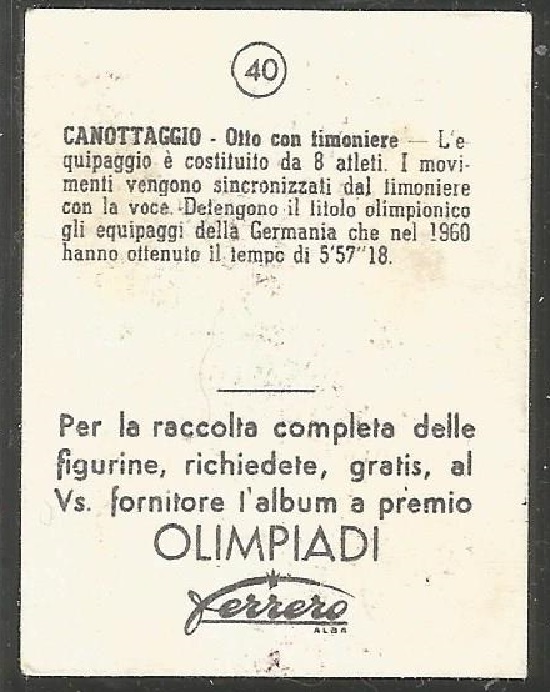 40
CANOTTAGGIO - Otto con timoniere — L'e-
quipaggio è costituito da 8 atleti. I movi-
menti vengono sincronizzati dal timoniere
con la voce. Detengono il titolo olimpionico
gli equipaggi della Germania che nel 1960
hanno ottenuto il tempo di 5'57"18.
Per la raccolta completa delle
figurine, richiedete, gratis, al
Vs. fornitore l'album a premio
OLIMPIADI
Ferrero
ALBA